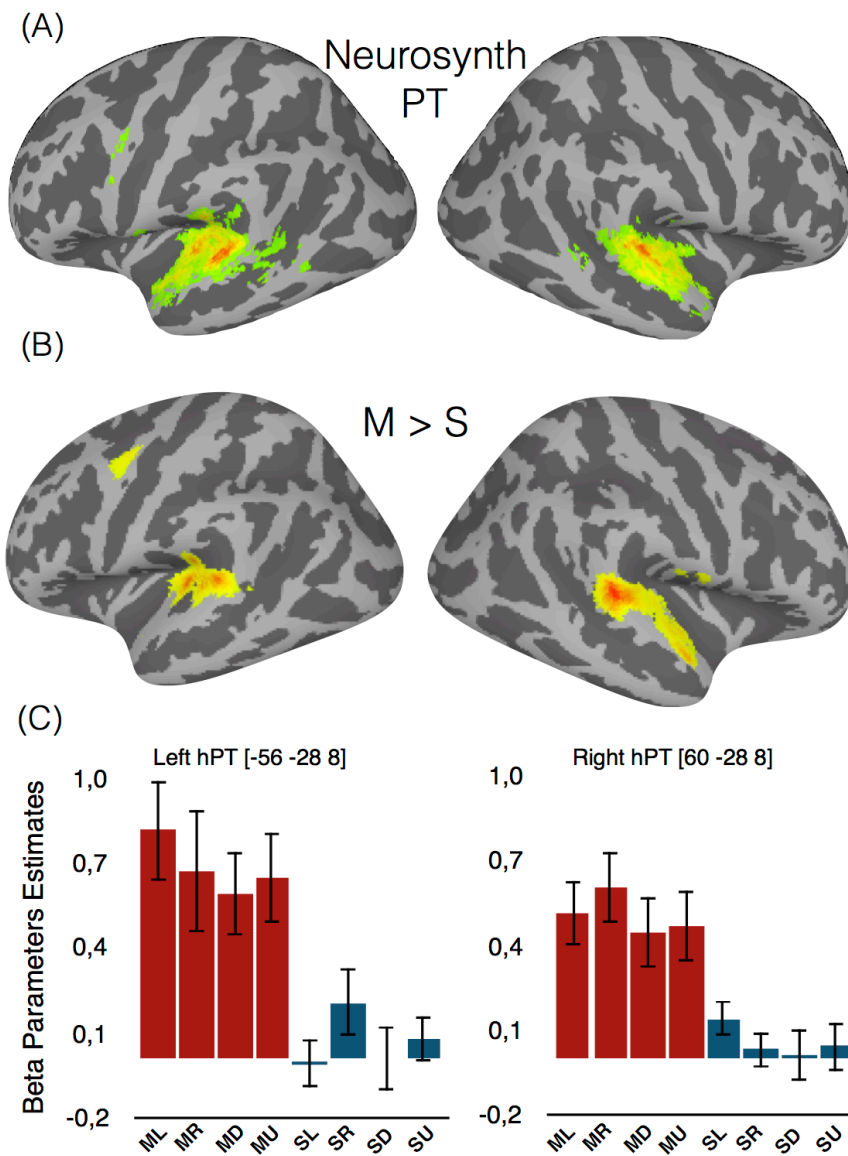 (A)
Neurosynth
PT
(B)
M > S
(C)
Left hPT [-56 -28 8]
Right hPT [60 -28 8]
Beta Parameters Estimates
1,0
0,7
0,4
0,1
-0,2
ML MR MD MU SL SR SD SU
1,0
0,7
0,4
0,1
-0,2
ML MR MD MU SL SR SD SU